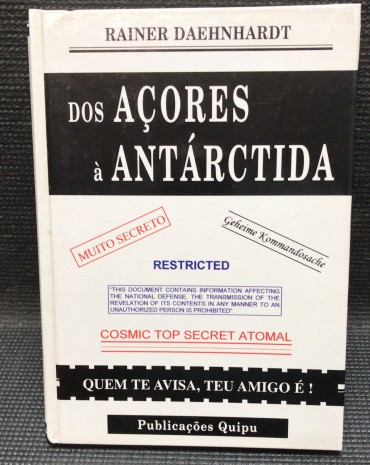 RAINER DAEHNHARDT
DOS AÇORES
à ANTÁRCTIDA
MUITO SECRETO
Geheime Kommandosache
RESTRICTED
"THIS DOCUMENT CONTAINS INFORMATION AFFECTING
THE NATIONAL DEFENSE. THE TRANSMISSION OF THE
REVELATION OF ITS CONTENTS IN ANY MANNER TO AN
UNAUTHORIZED PERSON IS PROHIBITED".
COSMIC TOP SECRET ATOMAL
QUEM TE AVISA, TEU AMIGO É !
Publicações Quipu